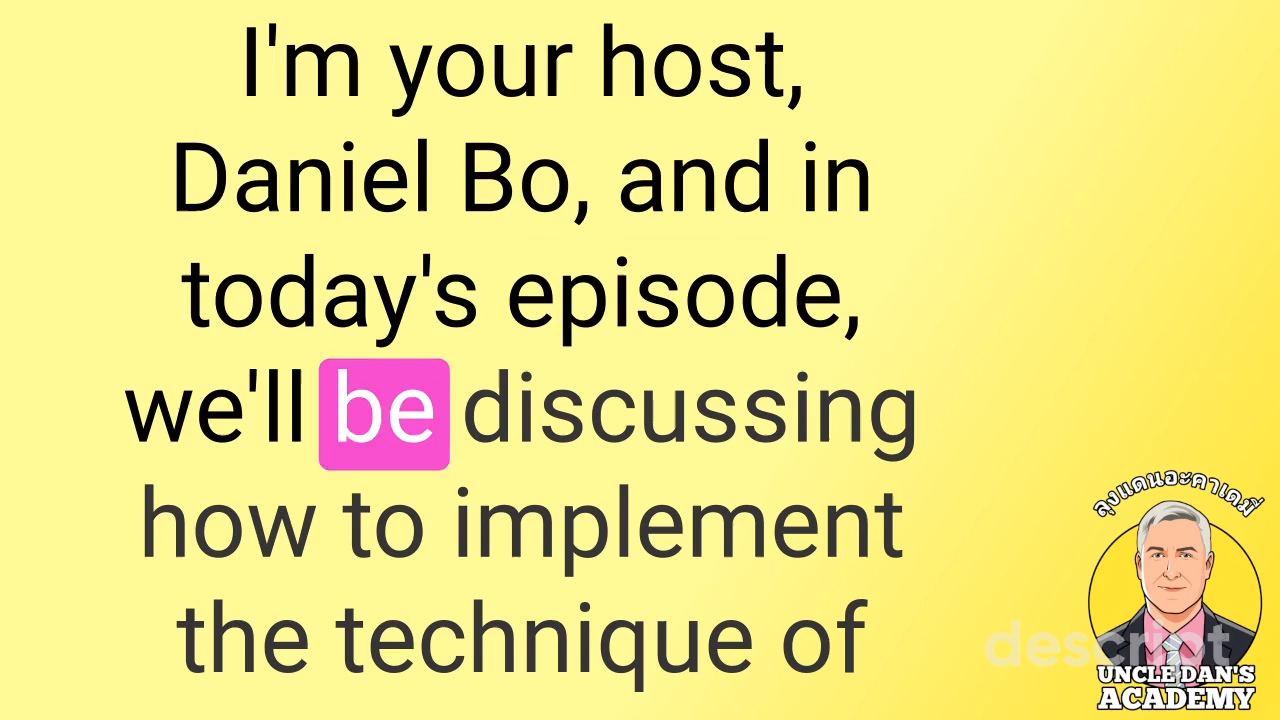 I'm your host,
Daniel Bo, and in
today's episode,
we'll be discussing
how to implement
the technique of
ลุงแดนอะคาเดมี่
descript
UNCLE DAN'S
ACADEMY